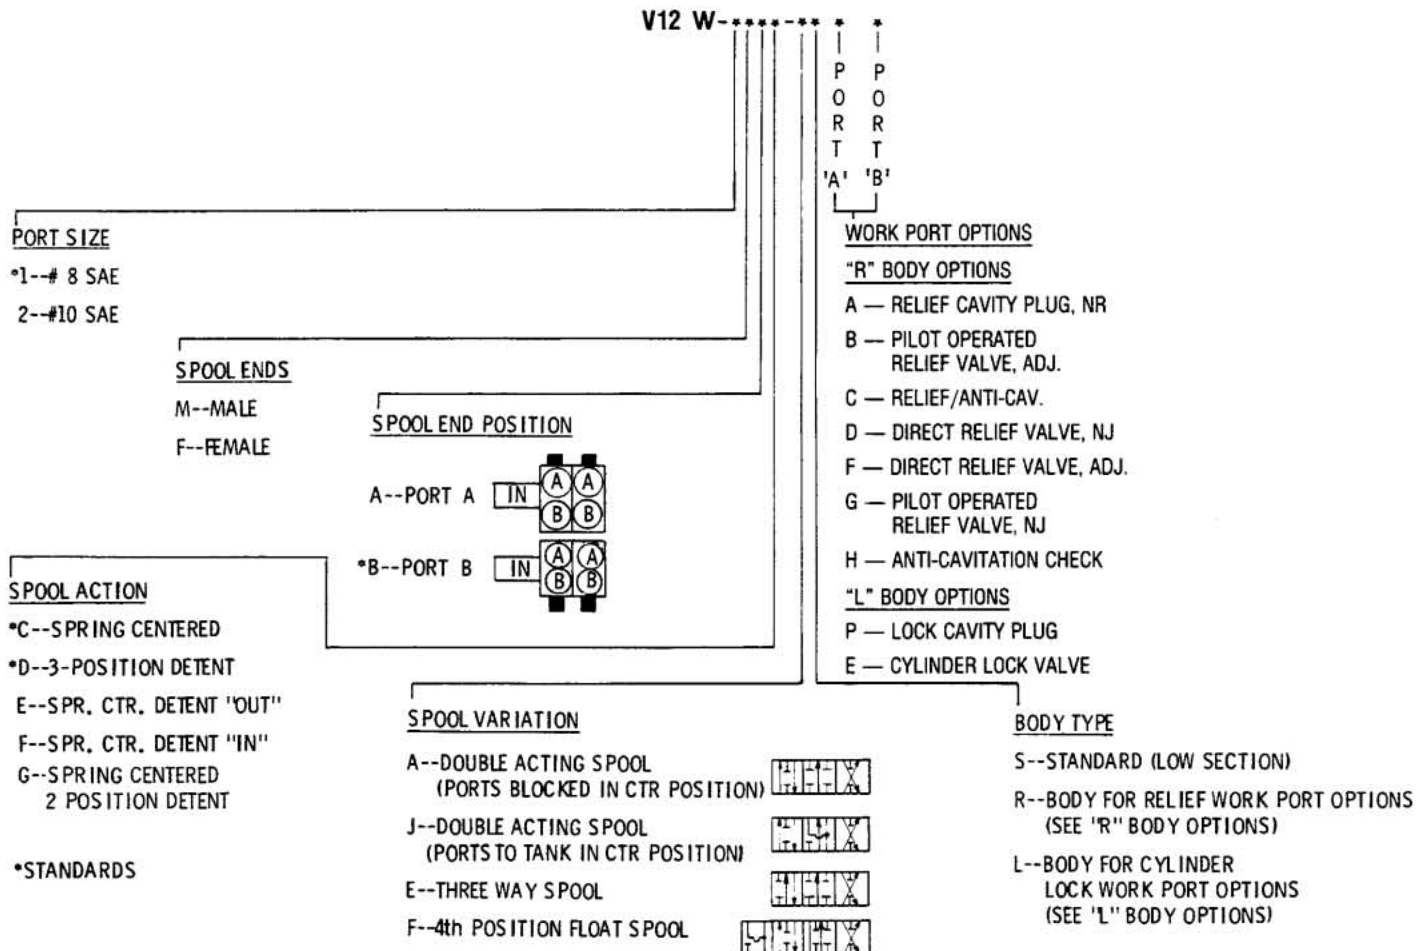 V12 W-****-** * *
PORT 'A'
PORT 'B'
PORT SIZE
*1--# 8 SAE
2--#10 SAE
SPOOL ENDS
M--MALE
F--FEMALE
SPOOL END POSITION
A--PORT A
IN
A A
B B
*B--PORT B
IN
A A
B B
SPOOL ACTION
*C--SPRING CENTERED
*D--3-POSITION DETENT
E--SPR. CTR. DETENT "OUT"
F--SPR. CTR. DETENT "IN"
G--SPRING CENTERED
2 POSITION DETENT
*STANDARDS
SPOOL VARIATION
A--DOUBLE ACTING SPOOL
(PORTS BLOCKED IN CTR POSITION)
J--DOUBLE ACTING SPOOL
(PORTS TO TANK IN CTR POSITION)
E--THREE WAY SPOOL
F--4th POSITION FLOAT SPOOL
WORK PORT OPTIONS
"R" BODY OPTIONS
A — RELIEF CAVITY PLUG, NR
B — PILOT OPERATED
RELIEF VALVE, ADJ.
C — RELIEF/ANTI-CAV.
D — DIRECT RELIEF VALVE, NJ
F — DIRECT RELIEF VALVE, ADJ.
G — PILOT OPERATED
RELIEF VALVE, NJ
H — ANTI-CAVITATION CHECK
"L" BODY OPTIONS
P — LOCK CAVITY PLUG
E — CYLINDER LOCK VALVE
BODY TYPE
S--STANDARD (LOW SECTION)
R--BODY FOR RELIEF WORK PORT OPTIONS
(SEE "R" BODY OPTIONS)
L--BODY FOR CYLINDER
LOCK WORK PORT OPTIONS
(SEE "L" BODY OPTIONS)